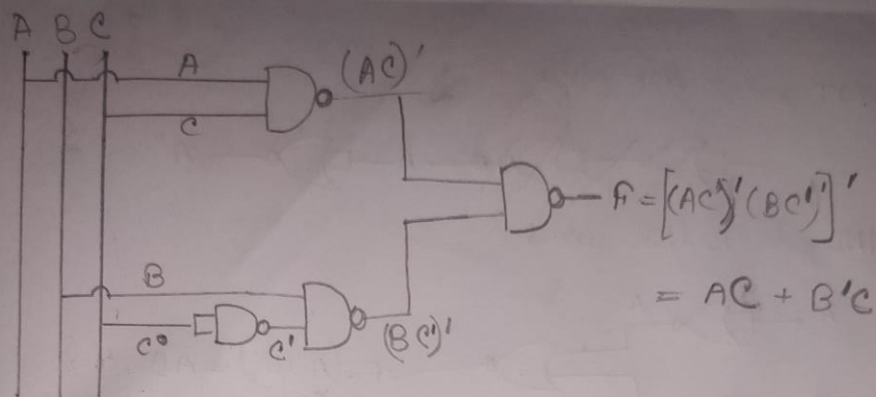 A B C
A
(AC)'
C
F = [(AC)'(BC')']'
B
= AC + B'C
C
C'
(BC')'